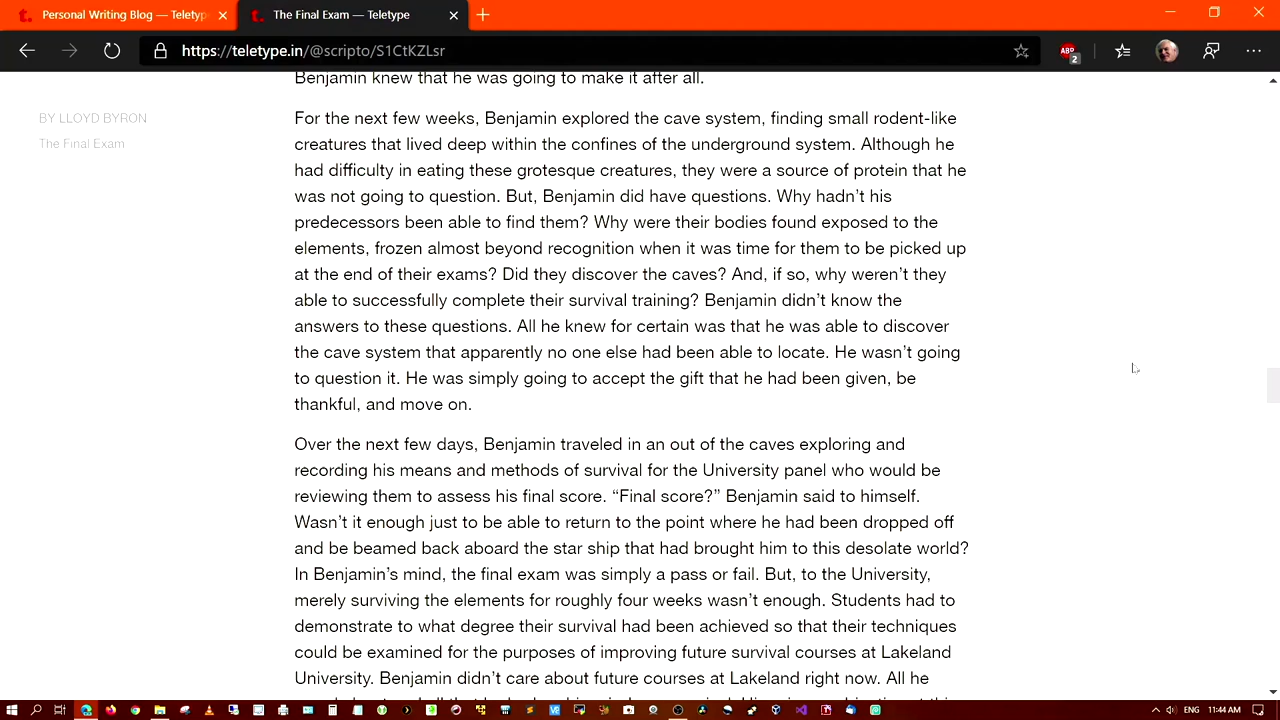 Personal Writing Blog — Teletyp
The Final Exam — Teletype
https://teletype.in/@scripto/S1CtKZLsr
ABP
2
Benjamin knew that he was going to make it after all.
BY LLOYD BYRON
The Final Exam
For the next few weeks, Benjamin explored the cave system, finding small rodent-like
creatures that lived deep within the confines of the underground system. Although he
had difficulty in eating these grotesque creatures, they were a source of protein that he
was not going to question. But, Benjamin did have questions. Why hadn’t his
predecessors been able to find them? Why were their bodies found exposed to the
elements, frozen almost beyond recognition when it was time for them to be picked up
at the end of their exams? Did they discover the caves? And, if so, why weren’t they
able to successfully complete their survival training? Benjamin didn’t know the
answers to these questions. All he knew for certain was that he was able to discover
the cave system that apparently no one else had been able to locate. He wasn’t going
to question it. He was simply going to accept the gift that he had been given, be
thankful, and move on.
Over the next few days, Benjamin traveled in an out of the caves exploring and
recording his means and methods of survival for the University panel who would be
reviewing them to assess his final score. “Final score?” Benjamin said to himself.
Wasn’t it enough just to be able to return to the point where he had been dropped off
and be beamed back aboard the star ship that had brought him to this desolate world?
In Benjamin’s mind, the final exam was simply a pass or fail. But, to the University,
merely surviving the elements for roughly four weeks wasn’t enough. Students had to
demonstrate to what degree their survival had been achieved so that their techniques
could be examined for the purposes of improving future survival courses at Lakeland
University. Benjamin didn’t care about future courses at Lakeland right now. All he
ENG
11:44 AM